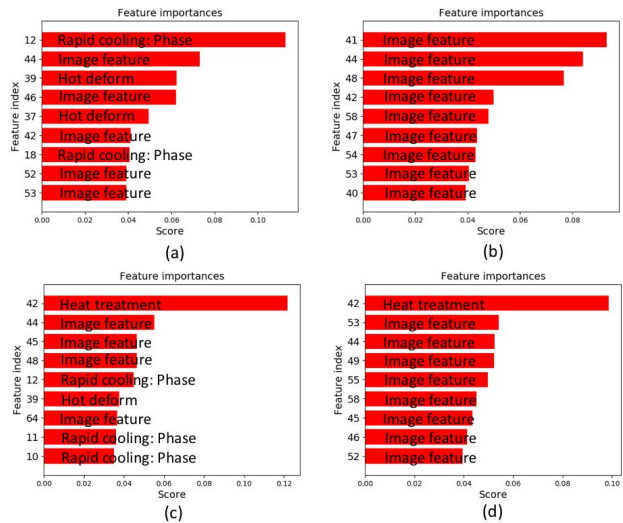 Feature importances
Feature index
12 Rapid cooling: Phase
44 Image feature
39 Hot deform
46 Image feature
37 Hot deform
42 Image feature
18 Rapid cooling: Phase
52 Image feature
53 Image feature
0.00 0.02 0.04 0.06 0.08 0.10
Score
(a)
Feature importances
Feature index
41 Image feature
44 Image feature
48 Image feature
42 Image feature
58 Image feature
47 Image feature
54 Image feature
53 Image feature
40 Image feature
0.00 0.02 0.04 0.06 0.08
Score
(b)
Feature importances
Feature index
42 Heat treatment
44 Image feature
45 Image feature
48 Image feature
12 Rapid cooling: Phase
39 Hot deform
64 Image feature
11 Rapid cooling: Phase
10 Rapid cooling: Phase
0.00 0.02 0.04 0.06 0.08 0.10 0.12
Score
(c)
Feature importances
Feature index
42 Heat treatment
53 Image feature
44 Image feature
49 Image feature
55 Image feature
58 Image feature
45 Image feature
46 Image feature
52 Image feature
0.00 0.02 0.04 0.06 0.08 0.10
Score
(d)